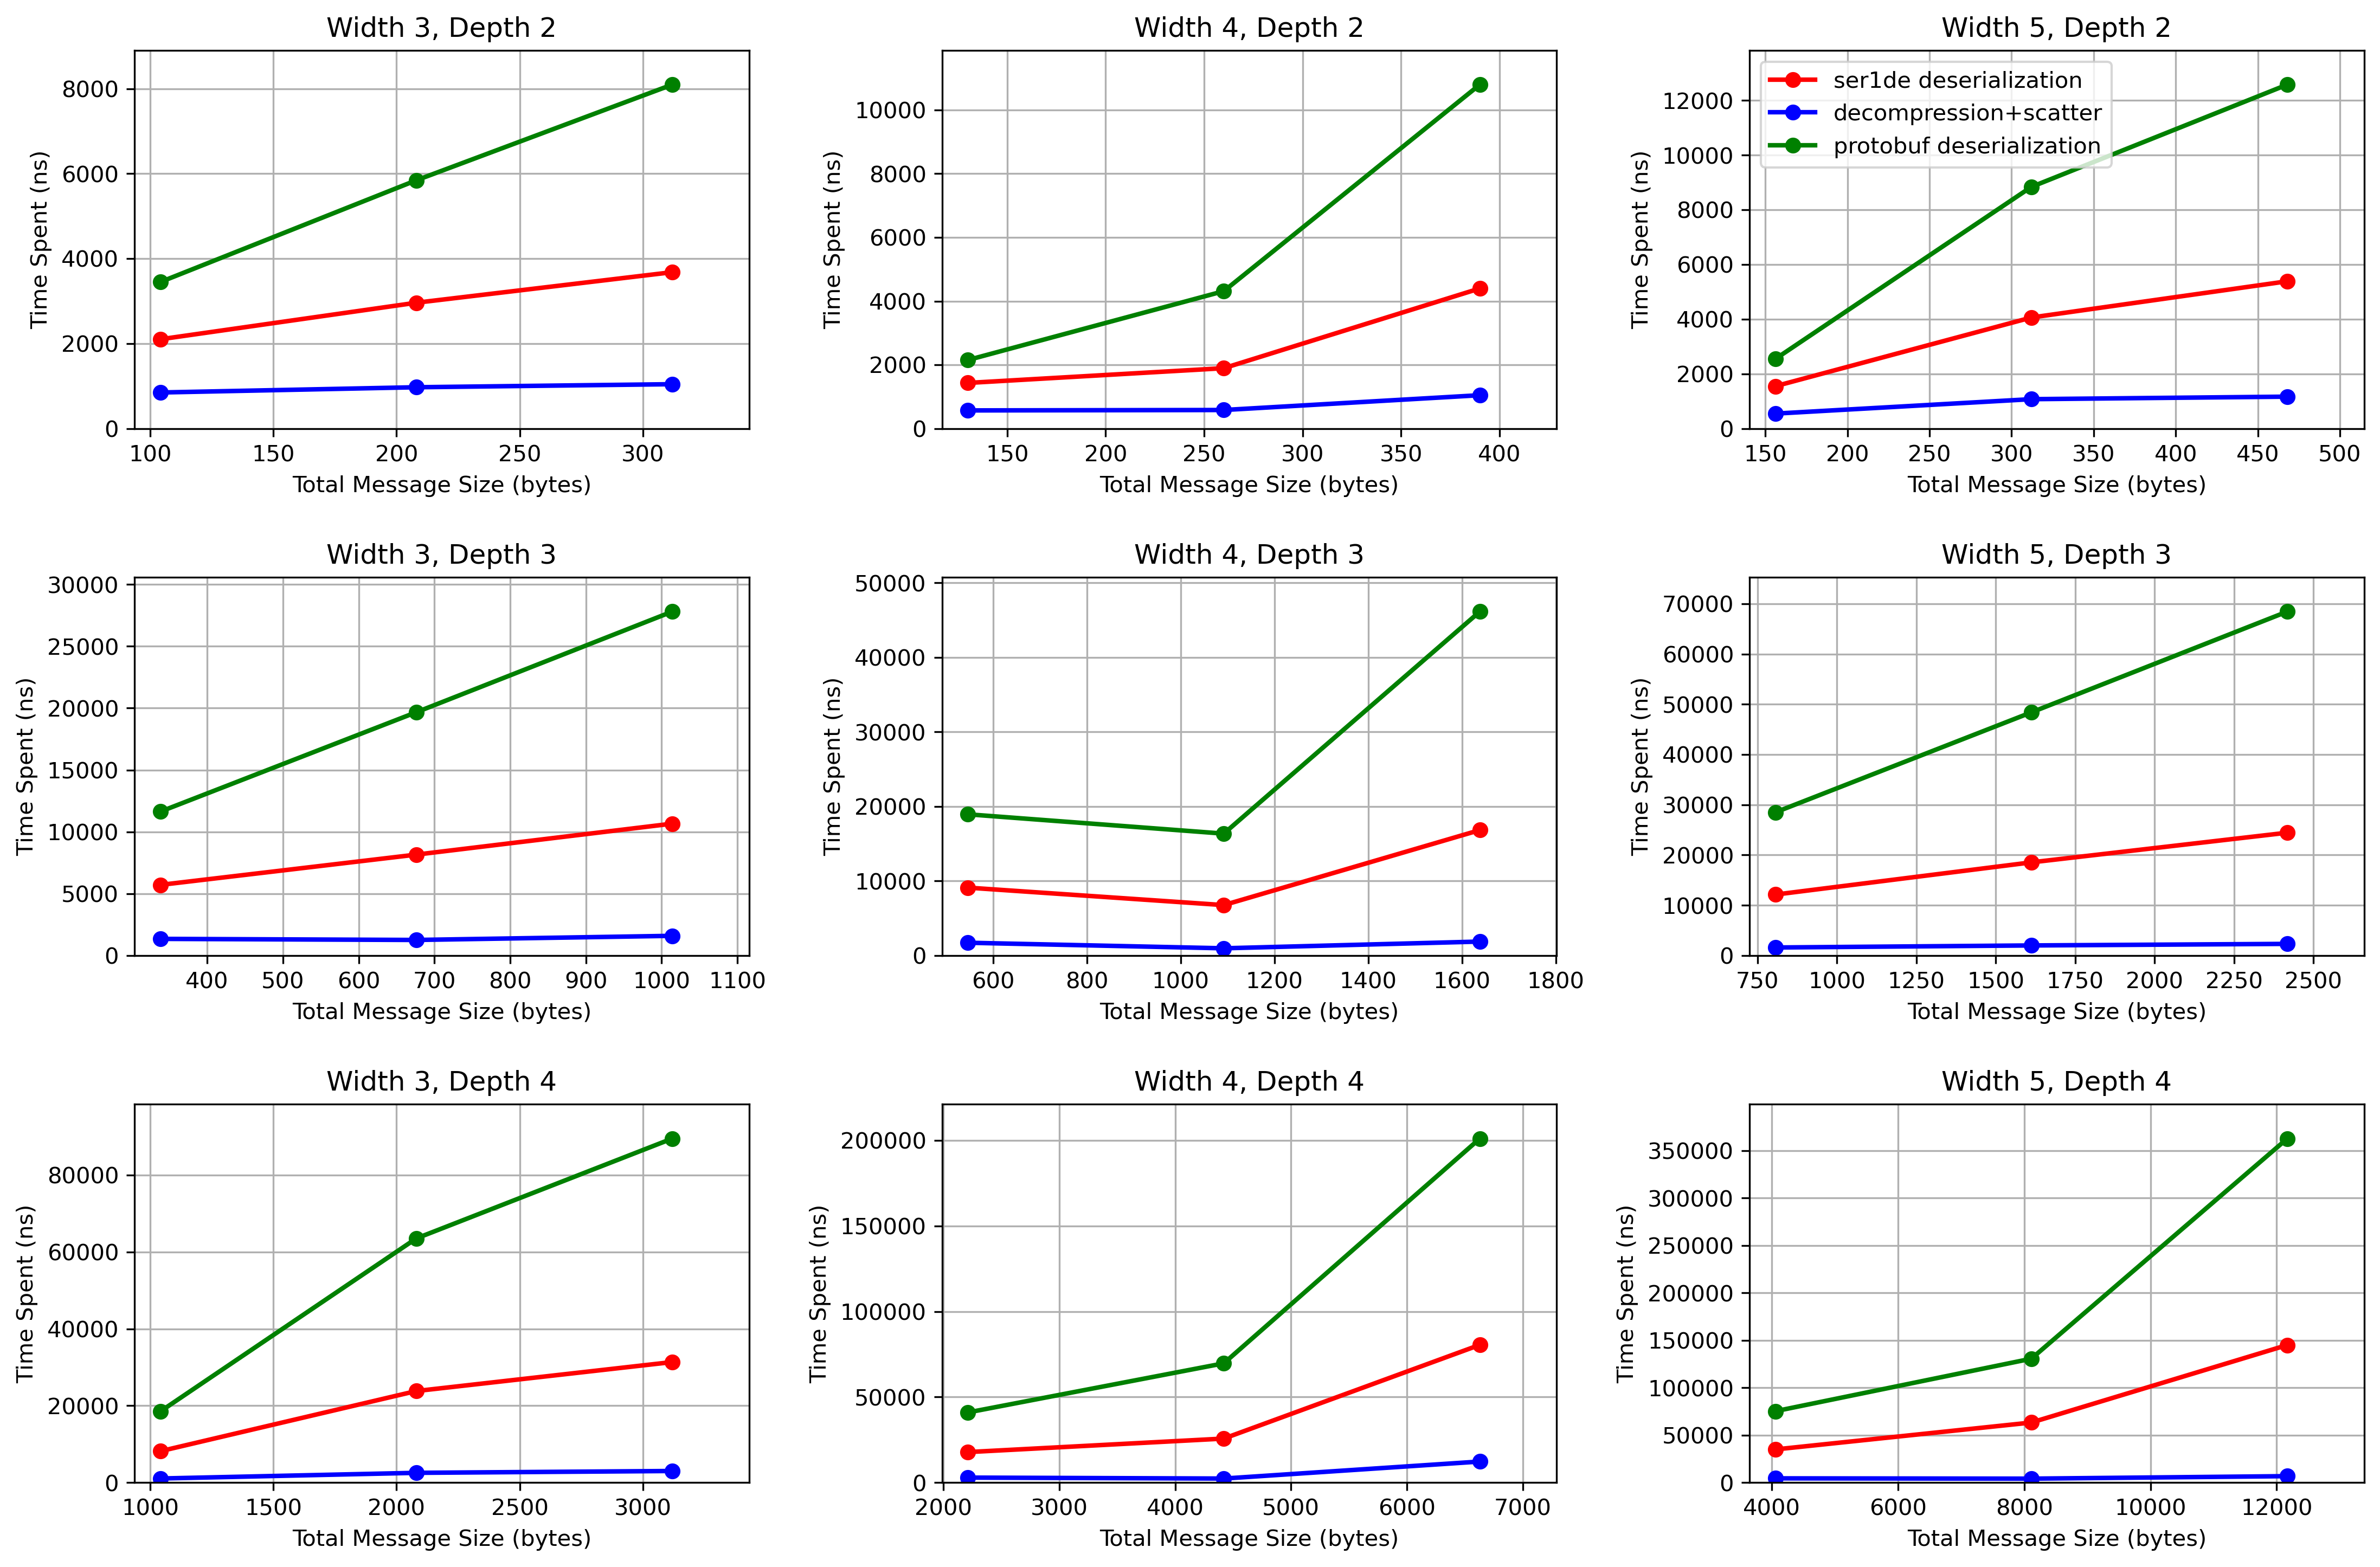 Width 3, Depth 2
Time Spent (ns)
8000
6000
4000
2000
0
100 150 200 250 300
Total Message Size (bytes)
Width 4, Depth 2
Time Spent (ns)
10000
8000
6000
4000
2000
0
150 200 250 300 350 400
Total Message Size (bytes)
Width 5, Depth 2
ser1de deserialization
decompression+scatter
protobuf deserialization
Time Spent (ns)
12000
10000
8000
6000
4000
2000
0
150 200 250 300 350 400 450 500
Total Message Size (bytes)
Width 3, Depth 3
Time Spent (ns)
30000
25000
20000
15000
10000
5000
0
400 500 600 700 800 900 1000 1100
Total Message Size (bytes)
Width 4, Depth 3
Time Spent (ns)
50000
40000
30000
20000
10000
0
600 800 1000 1200 1400 1600 1800
Total Message Size (bytes)
Width 5, Depth 3
Time Spent (ns)
70000
60000
50000
40000
30000
20000
10000
0
750 1000 1250 1500 1750 2000 2250 2500
Total Message Size (bytes)
Width 3, Depth 4
Time Spent (ns)
80000
60000
40000
20000
0
1000 1500 2000 2500 3000
Total Message Size (bytes)
Width 4, Depth 4
Time Spent (ns)
200000
150000
100000
50000
0
2000 3000 4000 5000 6000 7000
Total Message Size (bytes)
Width 5, Depth 4
Time Spent (ns)
350000
300000
250000
200000
150000
100000
50000
0
4000 6000 8000 10000 12000
Total Message Size (bytes)